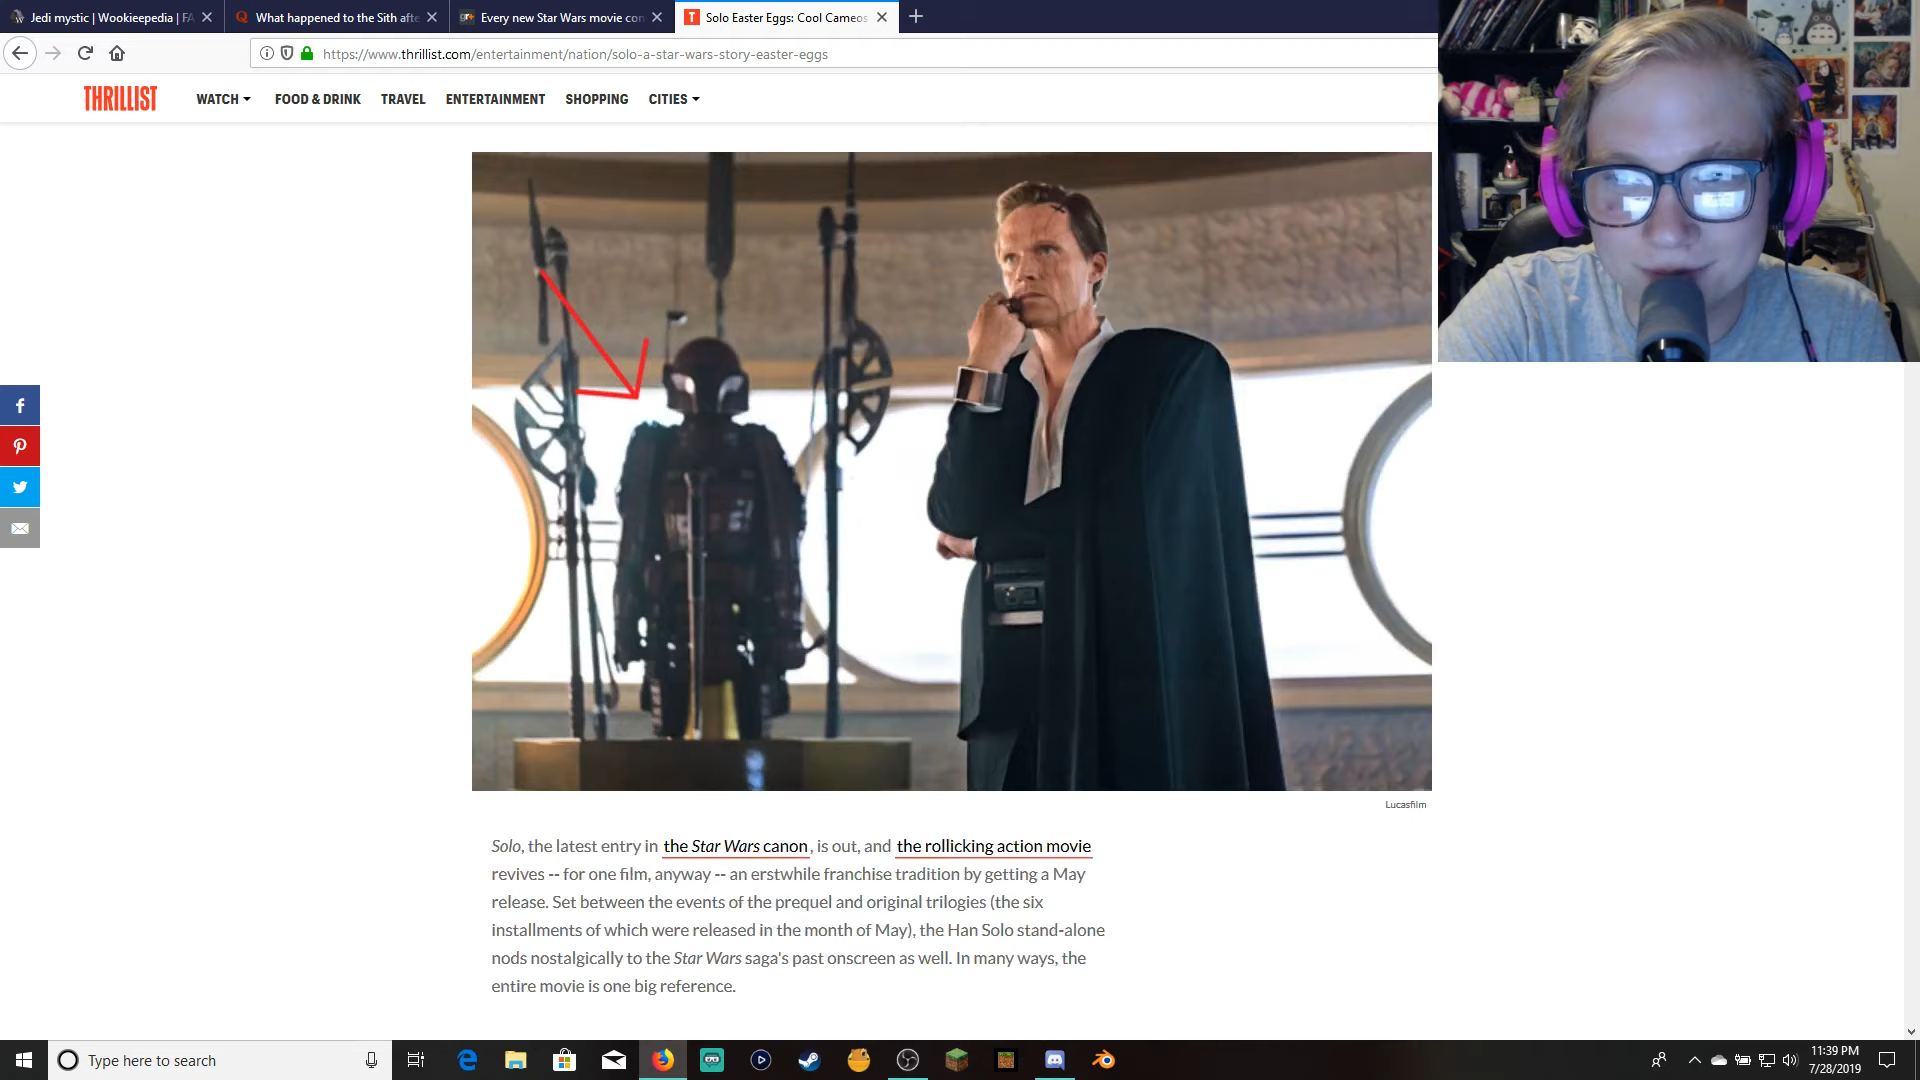 Jedi mystic | Wookieepedia | FA
What happened to the Sith afte
Every new Star Wars movie con
Solo Easter Eggs: Cool Cameos
https://www.thrillist.com/entertainment/nation/solo-a-star-wars-story-easter-eggs
THRILLIST
WATCH
FOOD & DRINK
TRAVEL
ENTERTAINMENT
SHOPPING
CITIES
Lucasfilm
Solo, the latest entry in the Star Wars canon, is out, and the rollicking action movie
revives -- for one film, anyway -- an erstwhile franchise tradition by getting a May
release. Set between the events of the prequel and original trilogies (the six
installments of which were released in the month of May), the Han Solo stand-alone
nods nostalgically to the Star Wars saga's past onscreen as well. In many ways, the
entire movie is one big reference.
Type here to search
11:39 PM
7/28/2019